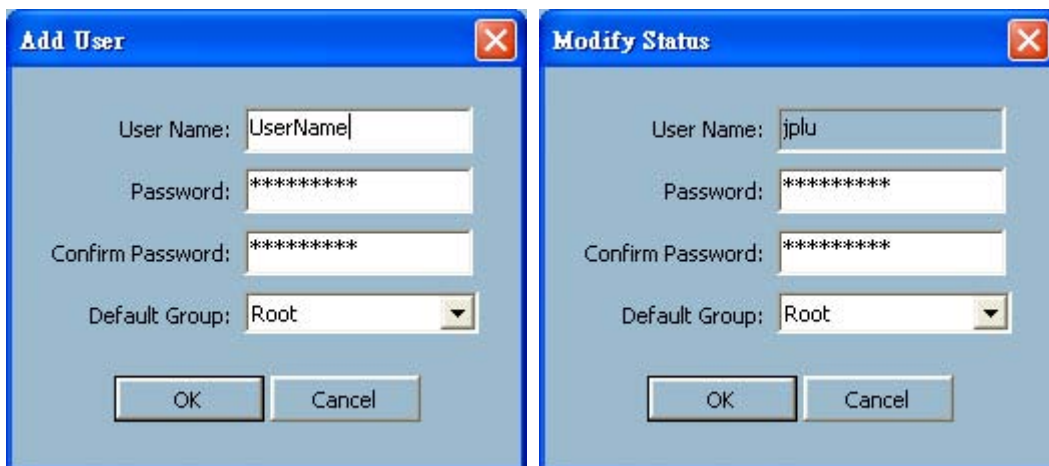 Add User
User Name: UserName
Password: *********
Confirm Password: *********
Default Group: Root
OK Cancel
Modify Status
User Name: jplu
Password: *********
Confirm Password: *********
Default Group: Root
OK Cancel